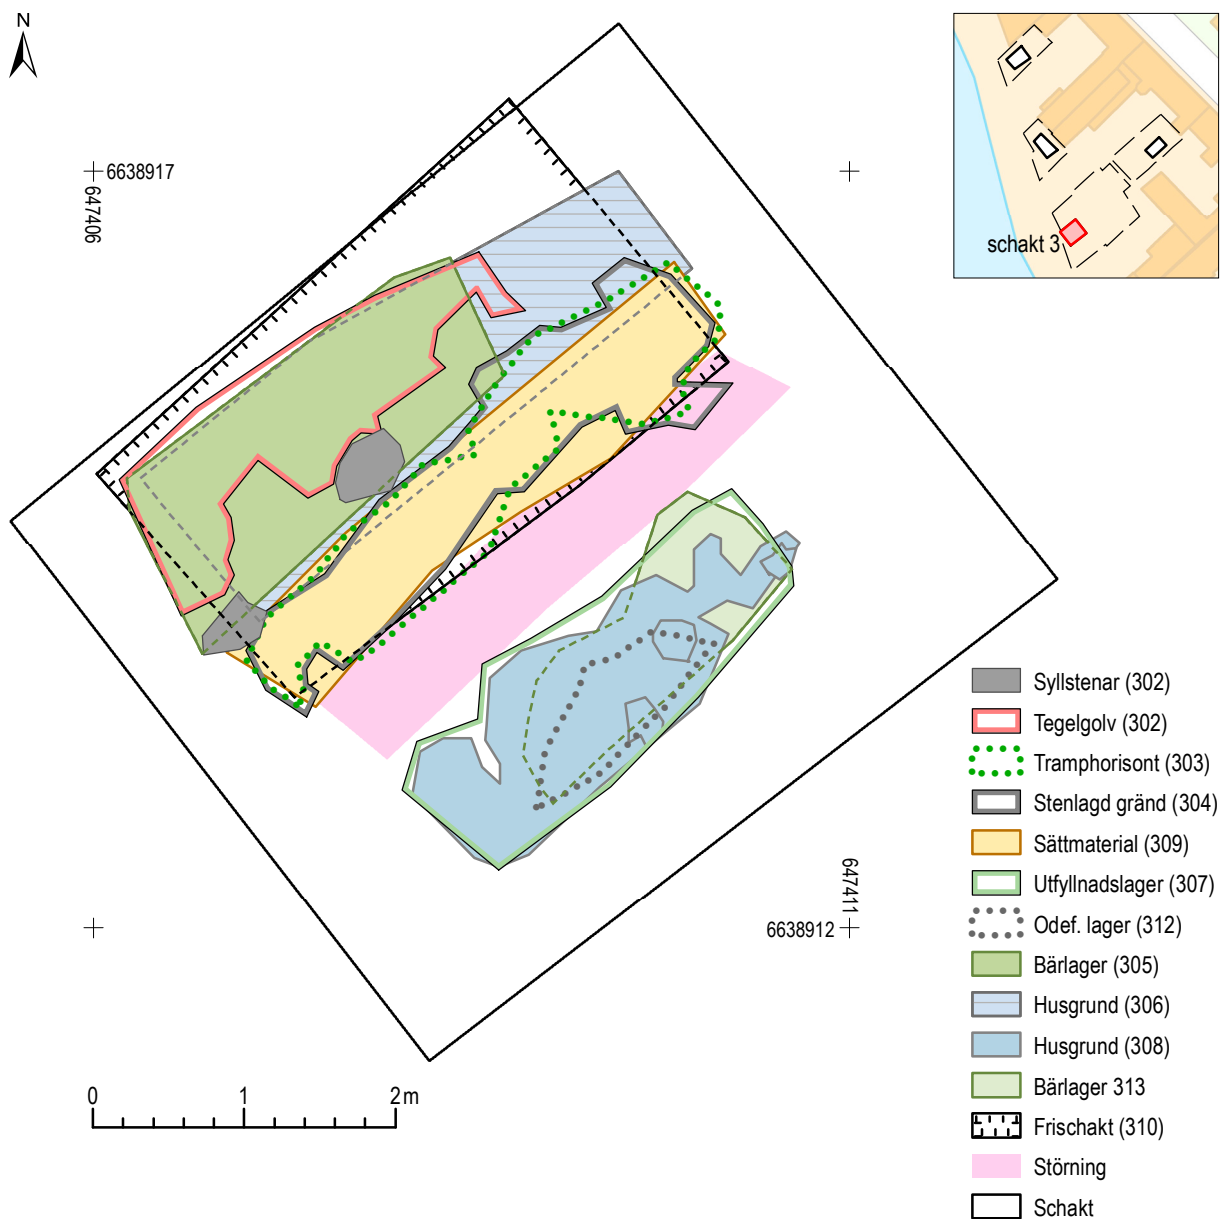 N
6638917
647406
schakt 3
647411
6638912
Syllstenar (302)
Tegelgolv (302)
Tramphorisont (303)
Stenlagd gränd (304)
Sättmaterial (309)
Utfyllnadslager (307)
Odef. lager (312)
Bärlager (305)
Husgrund (306)
Husgrund (308)
Bärlager 313
Frischakt (310)
Störning
Schakt
0 1 2 m